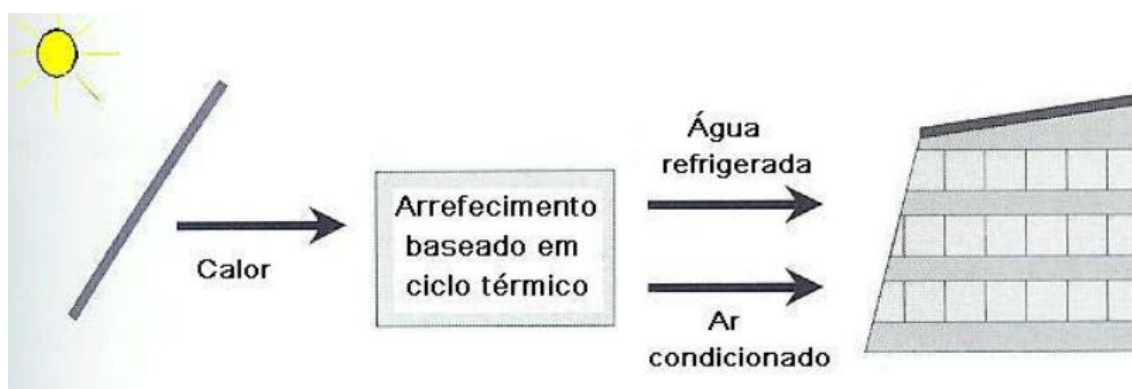 Calor
Arrefecimento
baseado em
ciclo térmico
Água
refrigerada
Ar
condicionado